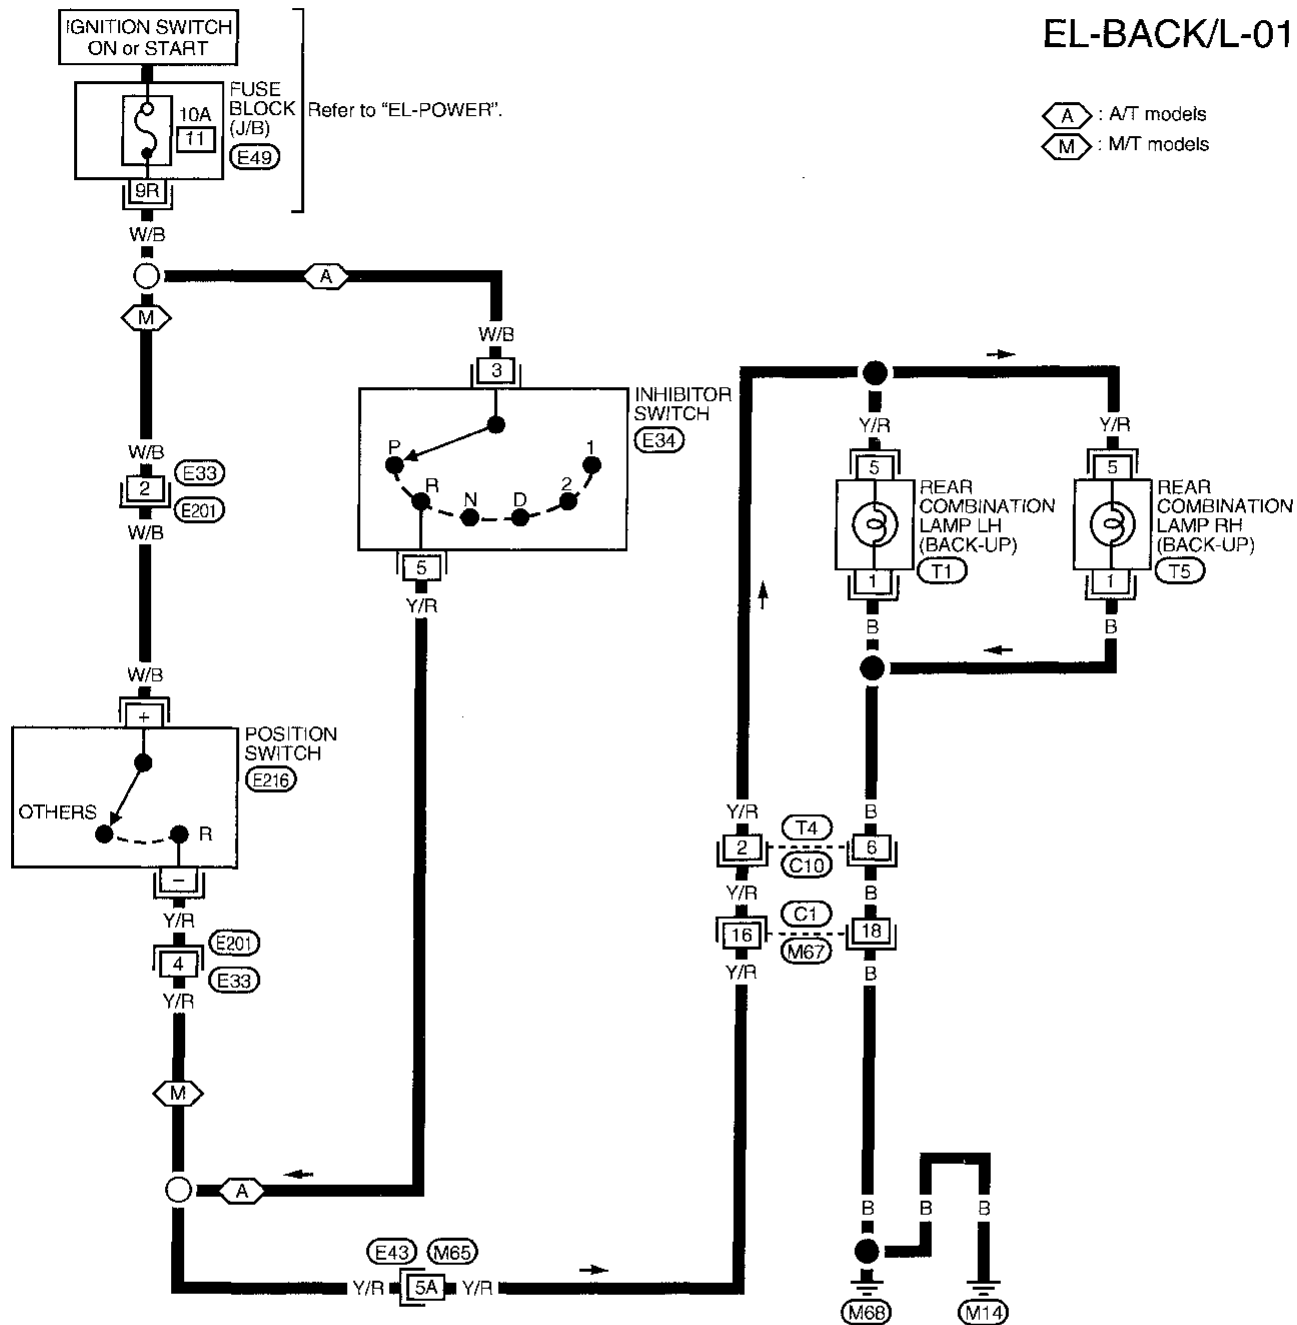 EL-BACK/L-01
A : A/T models
M : M/T models
IGNITION SWITCH
ON or START
FUSE
BLOCK
(J/B)
E49
10A
11
Refer to "EL-POWER".
9R
W/B
A
M
W/B
3
INHIBITOR
SWITCH
E34
P
R
N
D
2
1
5
Y/R
W/B
2
E33
E201
W/B
W/B
+
POSITION
SWITCH
E216
OTHERS
R
–
Y/R
4
E201
E33
Y/R
M
A
E43
M65
Y/R
5A
Y/R
Y/R
Y/R
5
5
REAR
COMBINATION
LAMP LH
(BACK-UP)
T1
REAR
COMBINATION
LAMP RH
(BACK-UP)
T5
1
1
B
B
Y/R
B
2
T4
C10
6
Y/R
B
16
C1
M67
18
Y/R
B
B
B
B
M68
M14